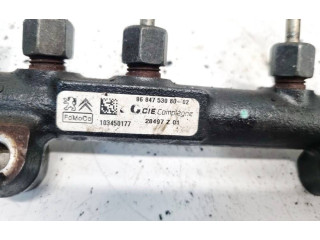 96 847 530 80-02
CIE Compiègne
FoMoCo
103450177
28497 Z 01